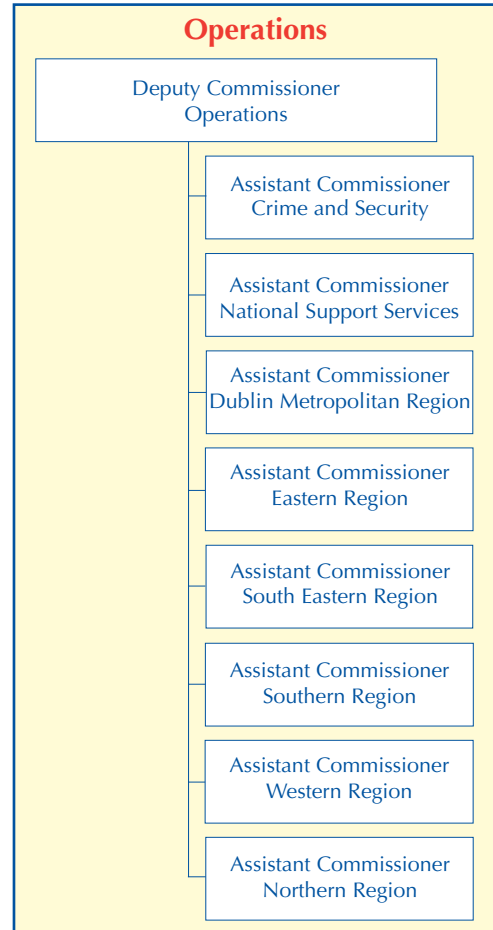 Operations
Deputy Commissioner
Operations
Assistant Commissioner
Crime and Security
Assistant Commissioner
National Support Services
Assistant Commissioner
Dublin Metropolitan Region
Assistant Commissioner
Eastern Region
Assistant Commissioner
South Eastern Region
Assistant Commissioner
Southern Region
Assistant Commissioner
Western Region
Assistant Commissioner
Northern Region